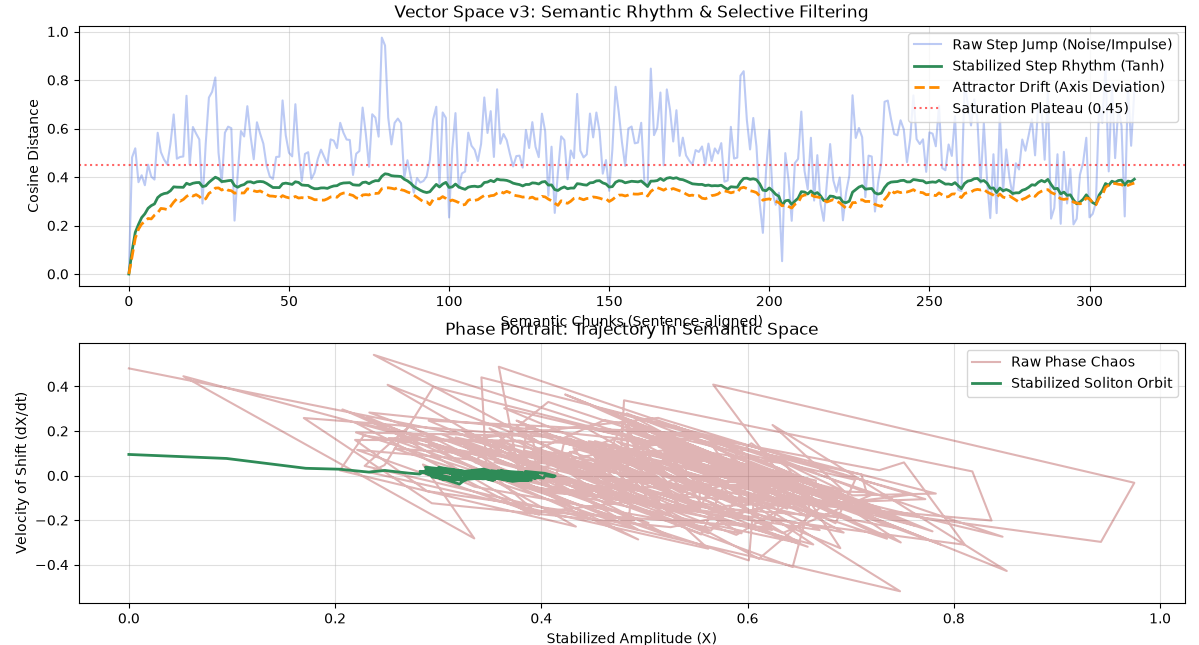 Vector Space v3: Semantic Rhythm & Selective Filtering
Cosine Distance
1.0
0.8
0.6
0.4
0.2
0.0
Raw Step Jump (Noise/Impulse)
Stabilized Step Rhythm (Tanh)
Attractor Drift (Axis Deviation)
Saturation Plateau (0.45)
0 50 100 150 200 250 300
Semantic Chunks (Sentence-aligned)
Phase Portrait: Trajectory in Semantic Space
Velocity of Shift (dX/dt)
0.4
0.2
0.0
−0.2
−0.4
Raw Phase Chaos
Stabilized Soliton Orbit
0.0 0.2 0.4 0.6 0.8 1.0
Stabilized Amplitude (X)